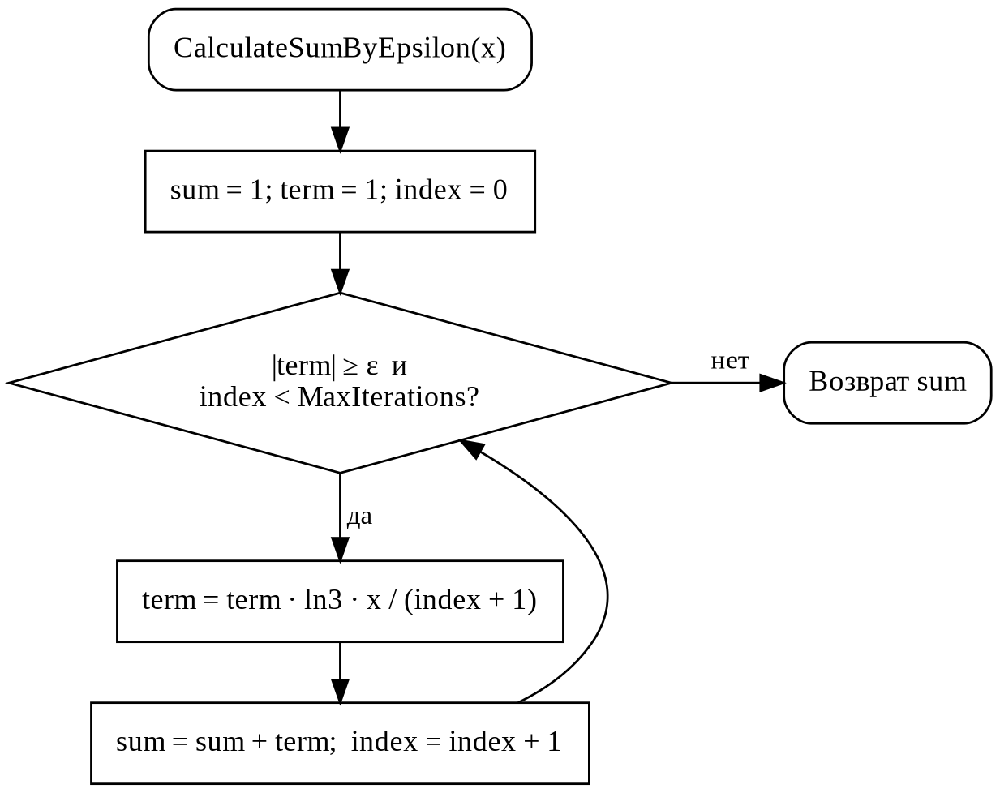 CalculateSumByEpsilon(x)
sum = 1; term = 1; index = 0
|term| ≥ ε  и
index < MaxIterations?
нет
Возврат sum
да
term = term · ln3 · x / (index + 1)
sum = sum + term;  index = index + 1